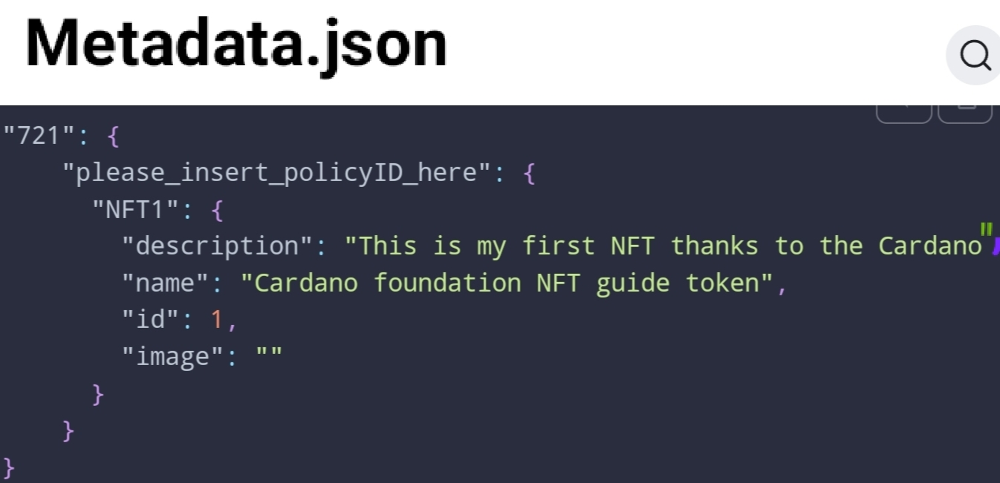 Metadata.json
"721": {
"please_insert_policyID_here": {
"NFT1": {
"description": "This is my first NFT thanks to the Cardano",
"name": "Cardano foundation NFT guide token",
"id": 1,
"image": ""
}
}
}